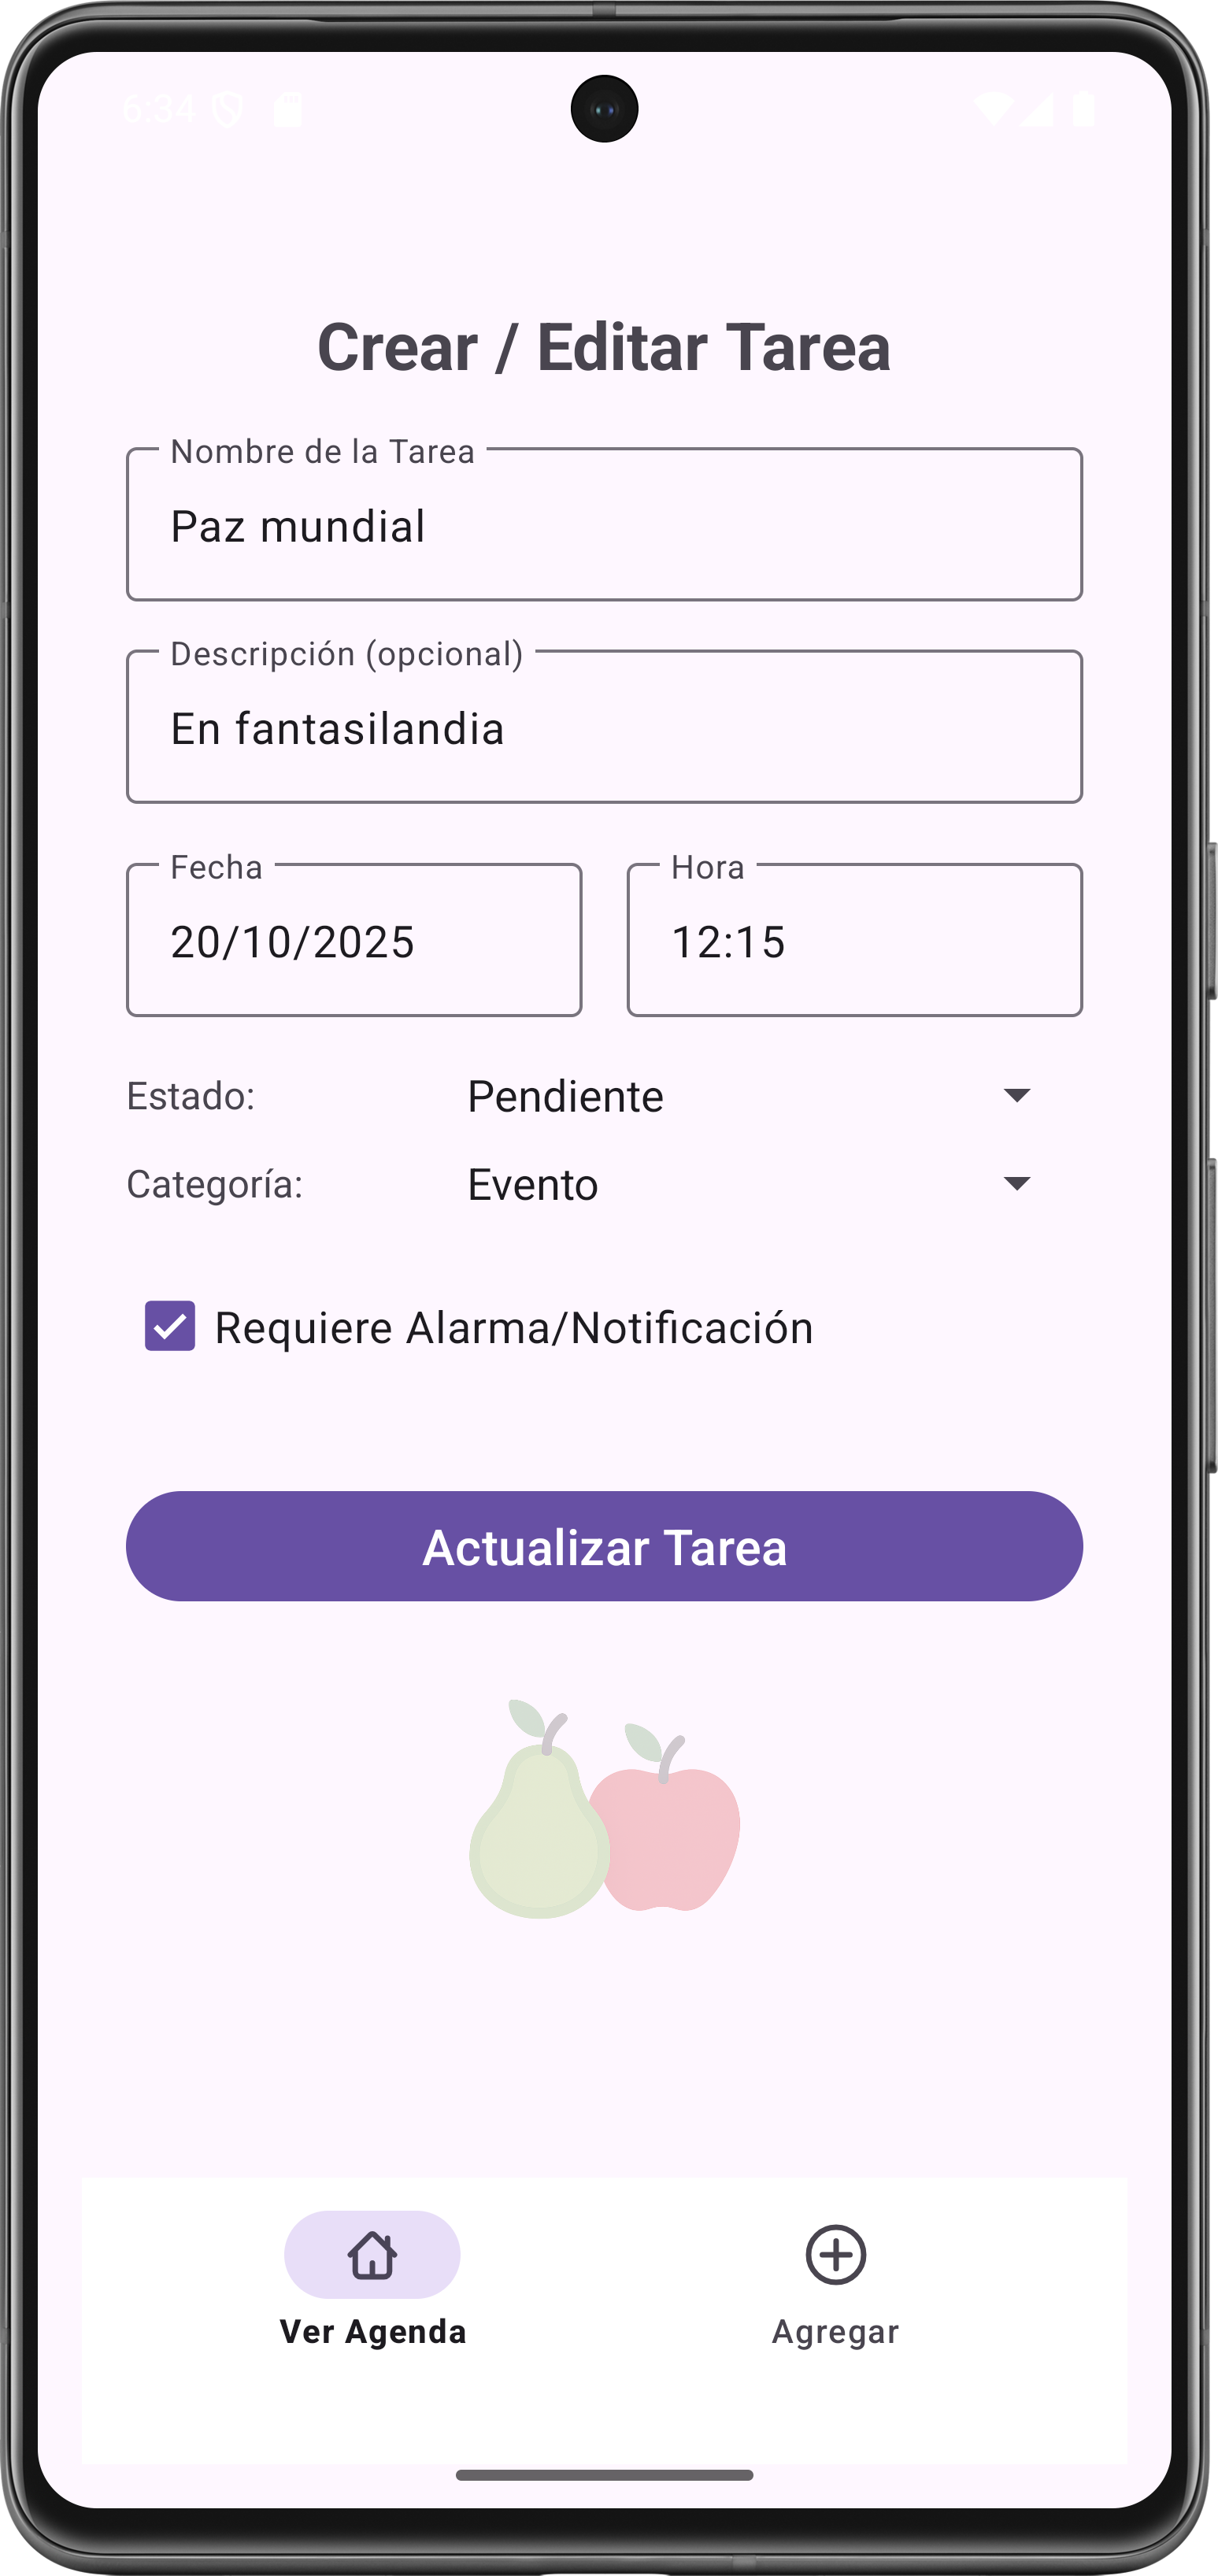 6:34
Crear / Editar Tarea
Nombre de la Tarea
Paz mundial
Descripción (opcional)
En fantasilandia
Fecha
Hora
20/10/2025
12:15
Estado:
Pendiente
Categoría:
Evento
Requiere Alarma/Notificación
Actualizar Tarea
Ver Agenda
Agregar